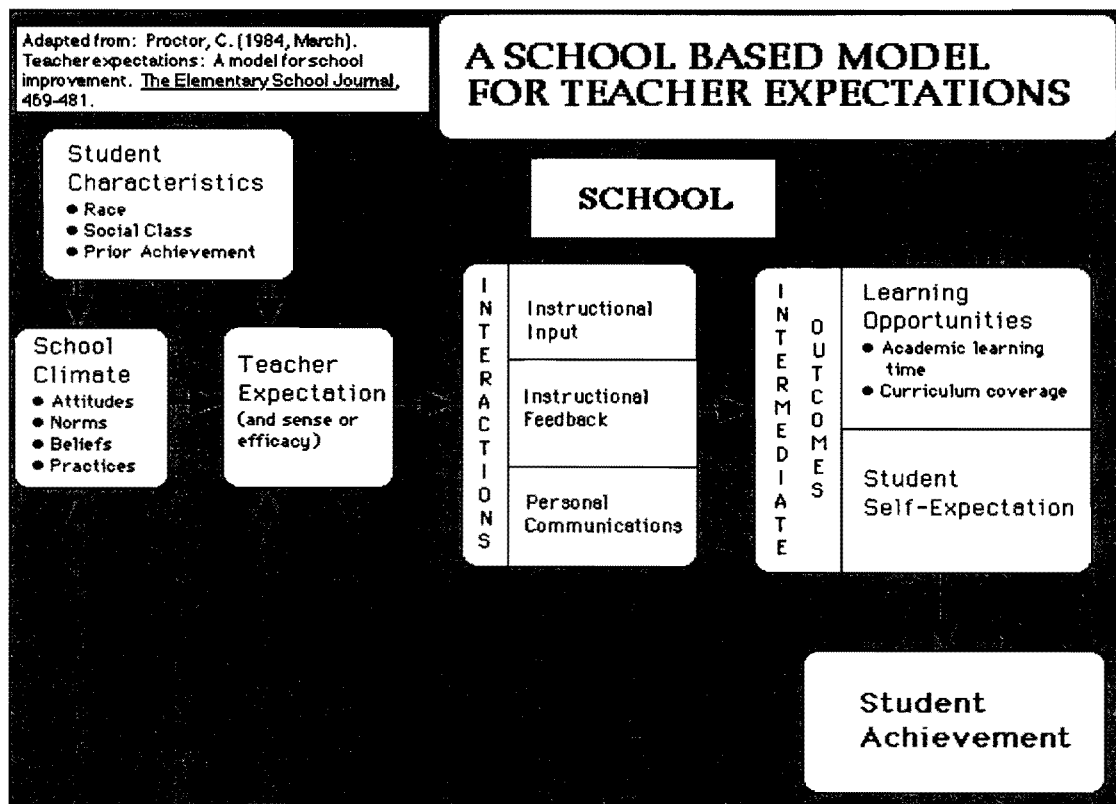 Adapted from: Proctor, C. (1984, March).
Teacher expectations: A model for school
improvement. The Elementary School Journal,
469-481.
A SCHOOL BASED MODEL
FOR TEACHER EXPECTATIONS
Student
Characteristics
● Race
● Social Class
● Prior Achievement
SCHOOL
School
Climate
● Attitudes
● Norms
● Beliefs
● Practices
Teacher
Expectation
(and sense or
efficacy)
INTERACTIONS
Instructional
Input
Instructional
Feedback
Personal
Communications
INTERMEDIATE
OUTCOMES
Learning
Opportunities
● Academic learning
time
● Curriculum coverage
Student
Self-Expectation
Student
Achievement